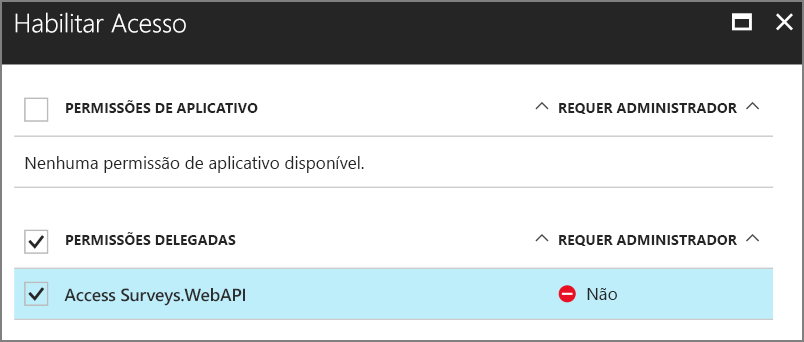 Habilitar Acesso
PERMISSÕES DE APLICATIVO REQUER ADMINISTRADOR
Nenhuma permissão de aplicativo disponível.
PERMISSÕES DELEGADAS REQUER ADMINISTRADOR
Access Surveys.WebAPI Não